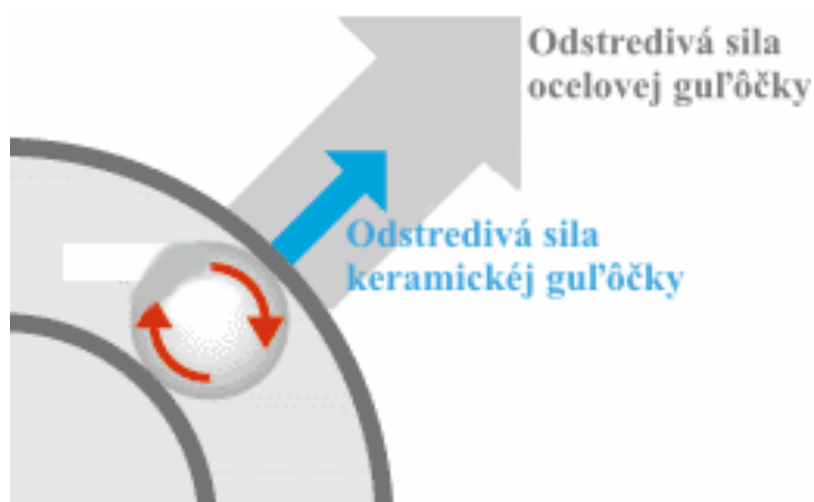 Odstredivá sila
ocelovej guľôčky
Odstredivá sila
keramickéj guľôčky